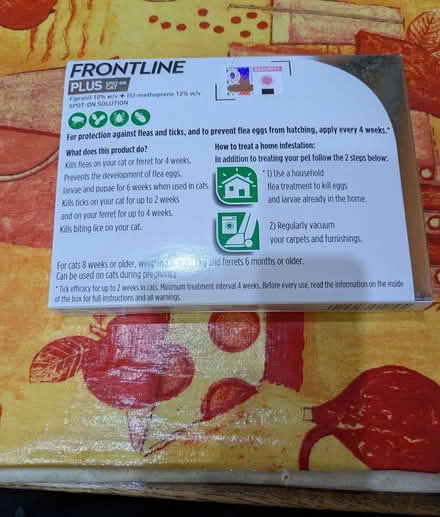 FRONTLINE
PLUS SPOT-ON
Fipronil 10% w/v + (S)-methoprene 12% w/v
SPOT-ON SOLUTION
For protection against fleas and ticks, and to prevent flea eggs from hatching, apply every 4 weeks.*
What does this product do?
Kills fleas on your cat or ferret for 4 weeks.
Prevents the development of flea eggs,
larvae and pupae for 6 weeks when used in cats.
Kills ticks on your cat for up to 2 weeks
and on your ferret for up to 4 weeks.
Kills biting lice on your cat.
How to treat a home infestation:
In addition to treating your pet follow the 2 steps below:
1) Use a household
flea treatment to kill eggs
and larvae already in the home.
2) Regularly vacuum
your carpets and furnishings.
For cats 8 weeks or older, and ferrets 6 months or older.
Can be used on cats during pregnancy
* Tick efficacy for up to 2 weeks in cats. Minimum treatment interval 4 weeks. Before every use, read the information on the inside
of the box for full instructions and all warnings.